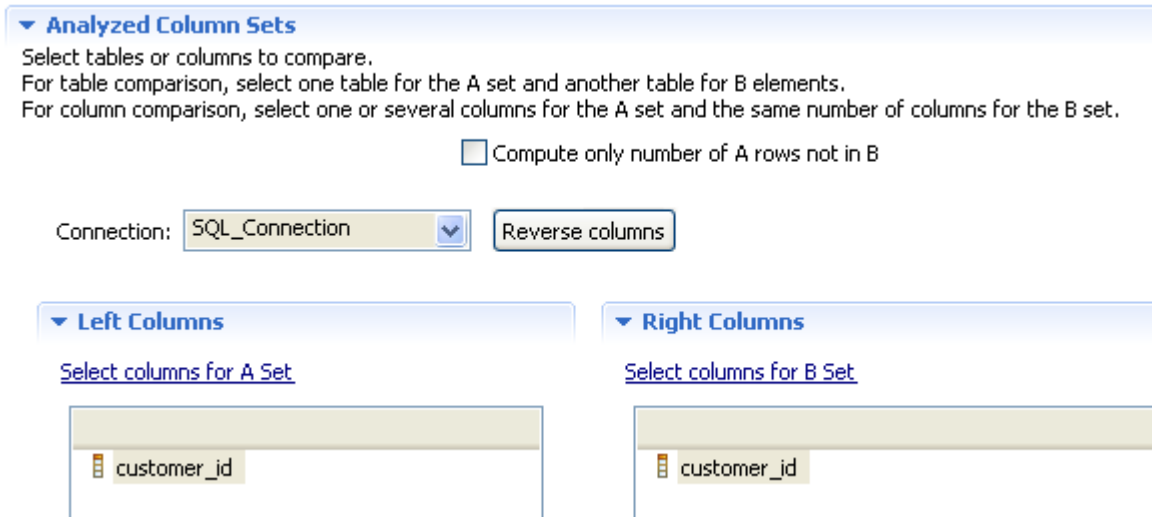 Analyzed Column Sets
Select tables or columns to compare.
For table comparison, select one table for the A set and another table for B elements.
For column comparison, select one or several columns for the A set and the same number of columns for the B set.
Compute only number of A rows not in B
Connection: SQL_Connection Reverse columns
Left Columns Right Columns
Select columns for A Set Select columns for B Set
customer_id customer_id